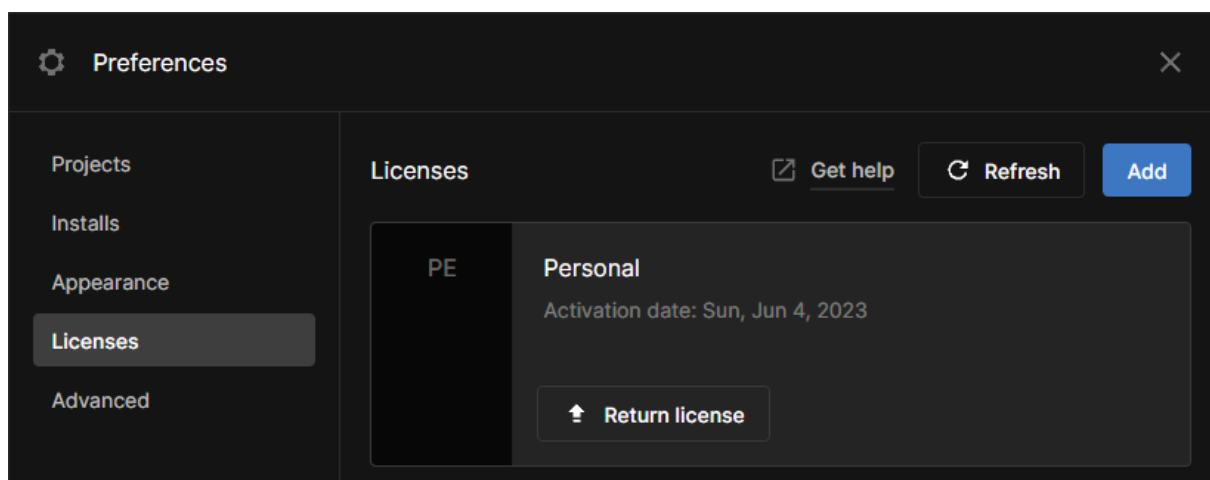 Preferences
Projects
Installs
Appearance
Licenses
Advanced
Licenses
Get help
Refresh
Add
PE
Personal
Activation date: Sun, Jun 4, 2023
Return license